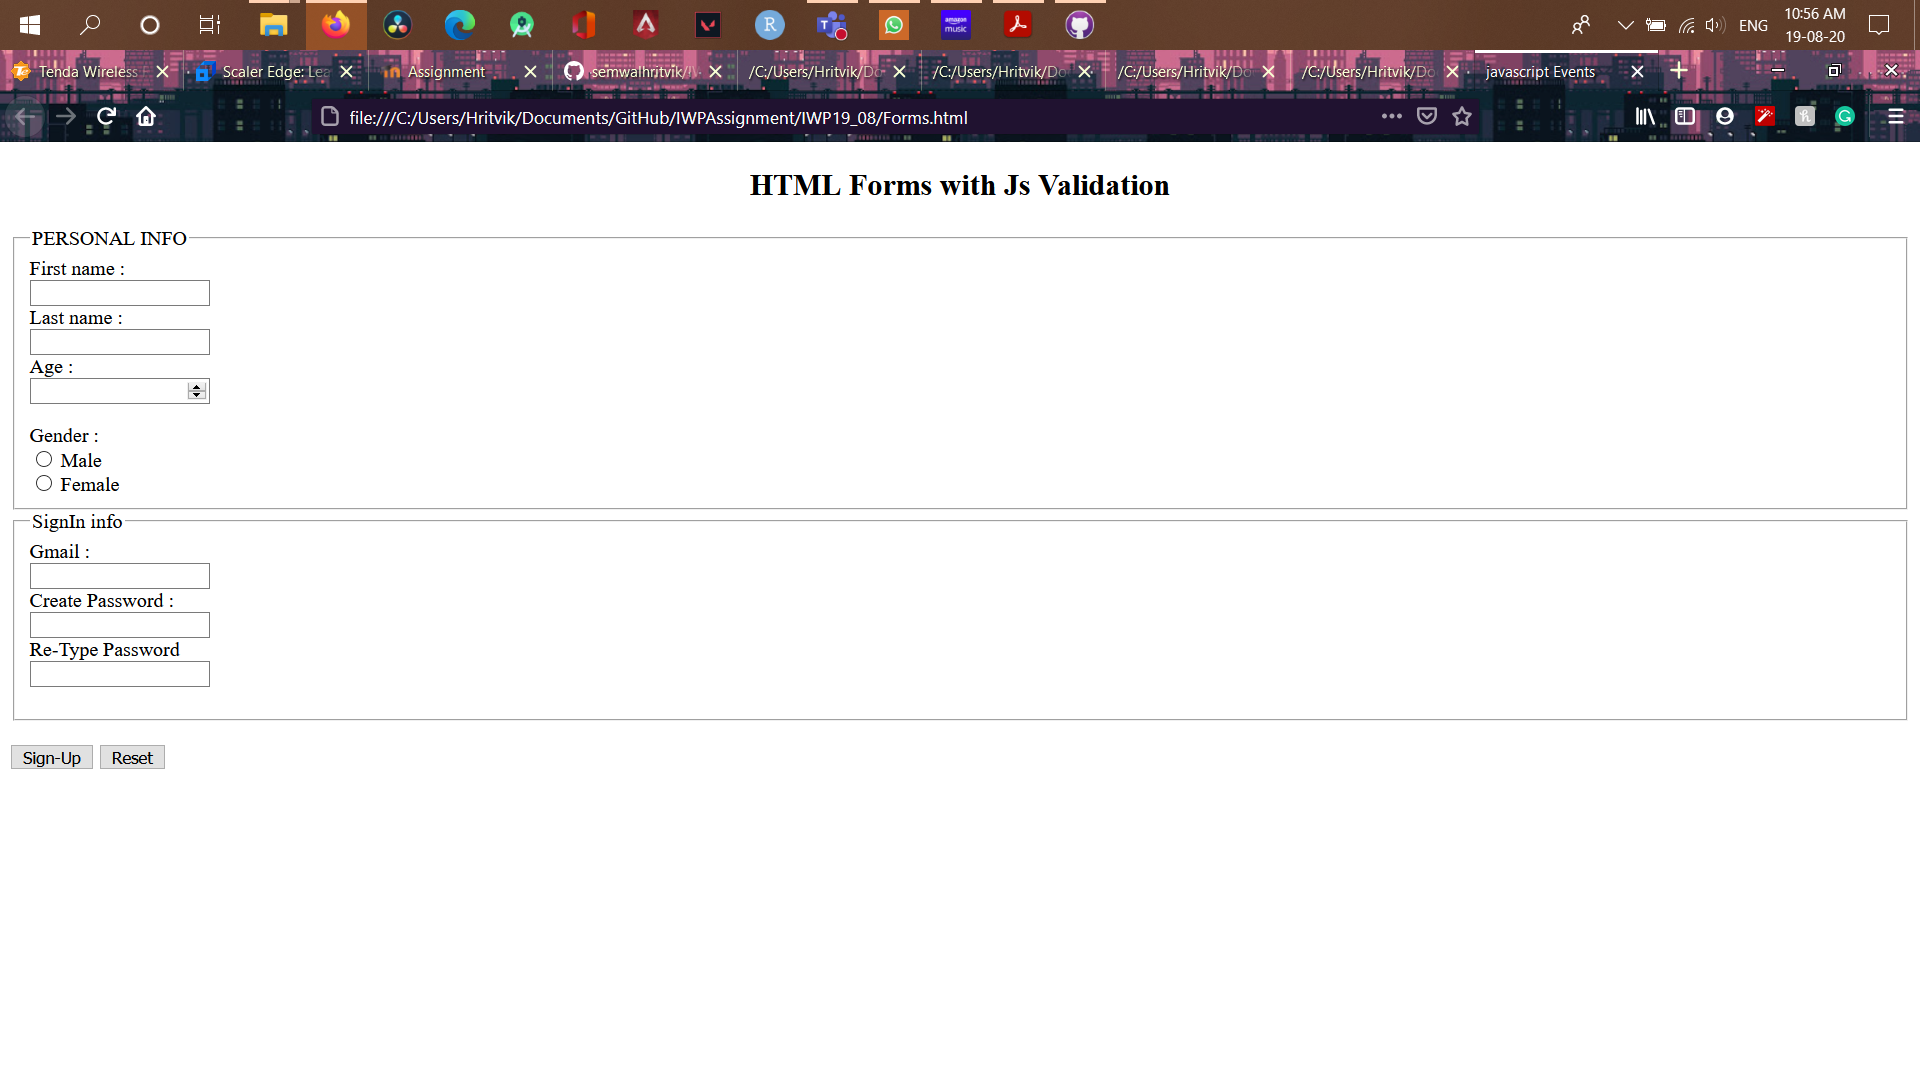 ENG
10:56 AM
19-08-20
Tenda Wireless
Scaler Edge: Lea
Assignment
semwalhritvik/IV
/C:/Users/Hritvik/Do
/C:/Users/Hritvik/Do
/C:/Users/Hritvik/Do
/C:/Users/Hritvik/Do
javascript Events
file:///C:/Users/Hritvik/Documents/GitHub/IWPAssignment/IWP19_08/Forms.html
HTML Forms with Js Validation
PERSONAL INFO
First name :
Last name :
Age :
Gender :
Male
Female
SignIn info
Gmail :
Create Password :
Re-Type Password
Sign-Up
Reset